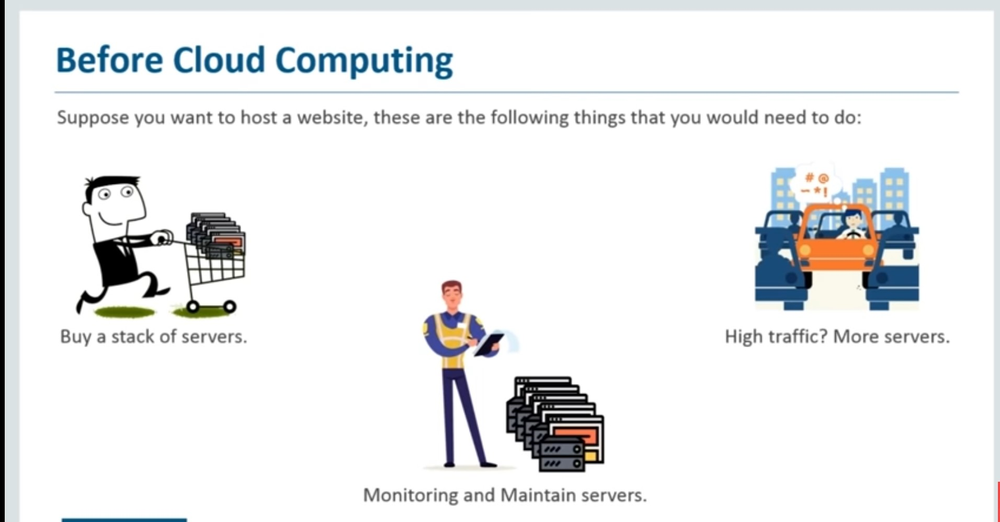 Before Cloud Computing
Suppose you want to host a website, these are the following things that you would need to do:
# @
~ * !
Buy a stack of servers.
High traffic? More servers.
Monitoring and Maintain servers.